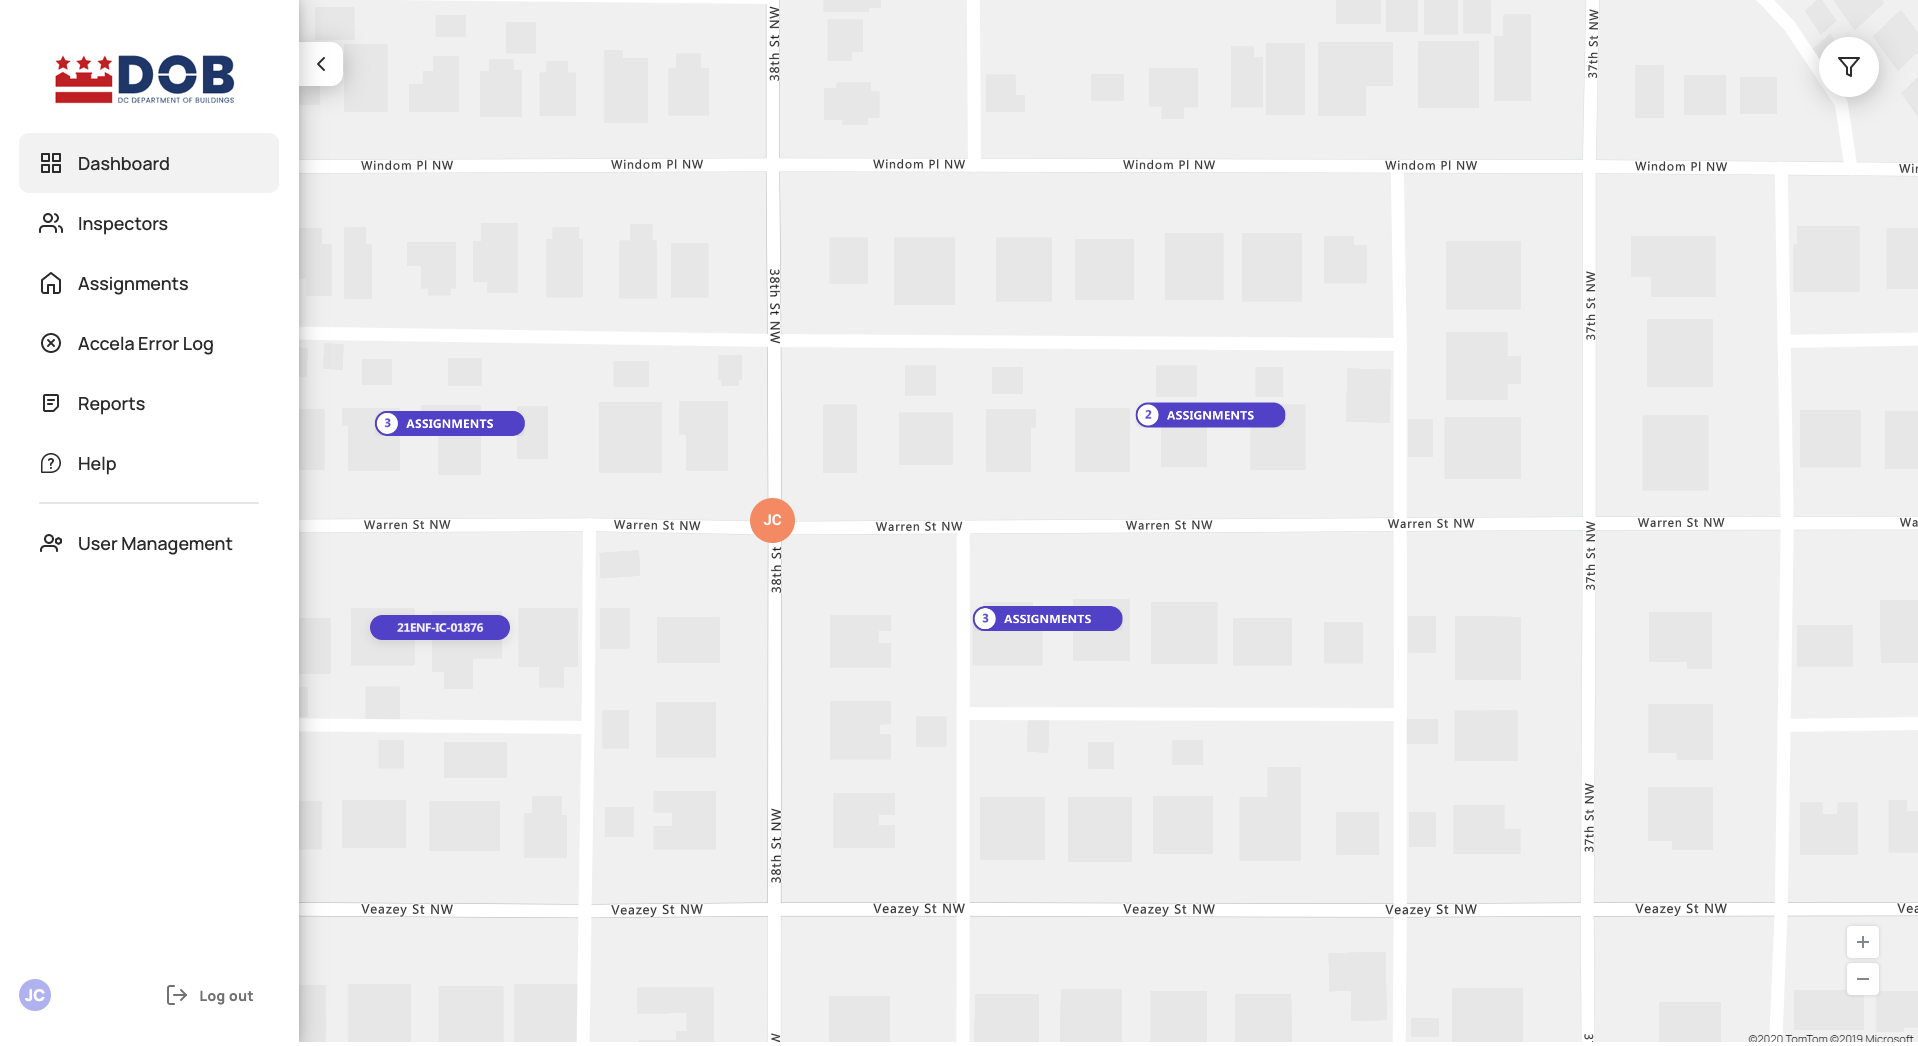 DOB
DC DEPARTMENT OF BUILDINGS
Dashboard
Inspectors
Assignments
Accela Error Log
Reports
Help
User Management
JC
Log out
38th St NW
37th St NW
Windom Pl NW
Windom Pl NW
Windom Pl NW
Windom Pl NW
Windom Pl NW
Windom Pl NW
Wi
38th St NW
37th St NW
3 ASSIGNMENTS
2 ASSIGNMENTS
JC
Warren St NW
Warren St NW
Warren St NW
Warren St NW
Warren St NW
Warren St NW
Wa
38th St
37th St NW
21ENF-IC-01876
3 ASSIGNMENTS
38th St NW
37th St NW
Veazey St NW
Veazey St NW
Veazey St NW
Veazey St NW
Veazey St NW
Veazey St NW
Vea
+
−
W
3
©2020 TomTom ©2019 Microsoft